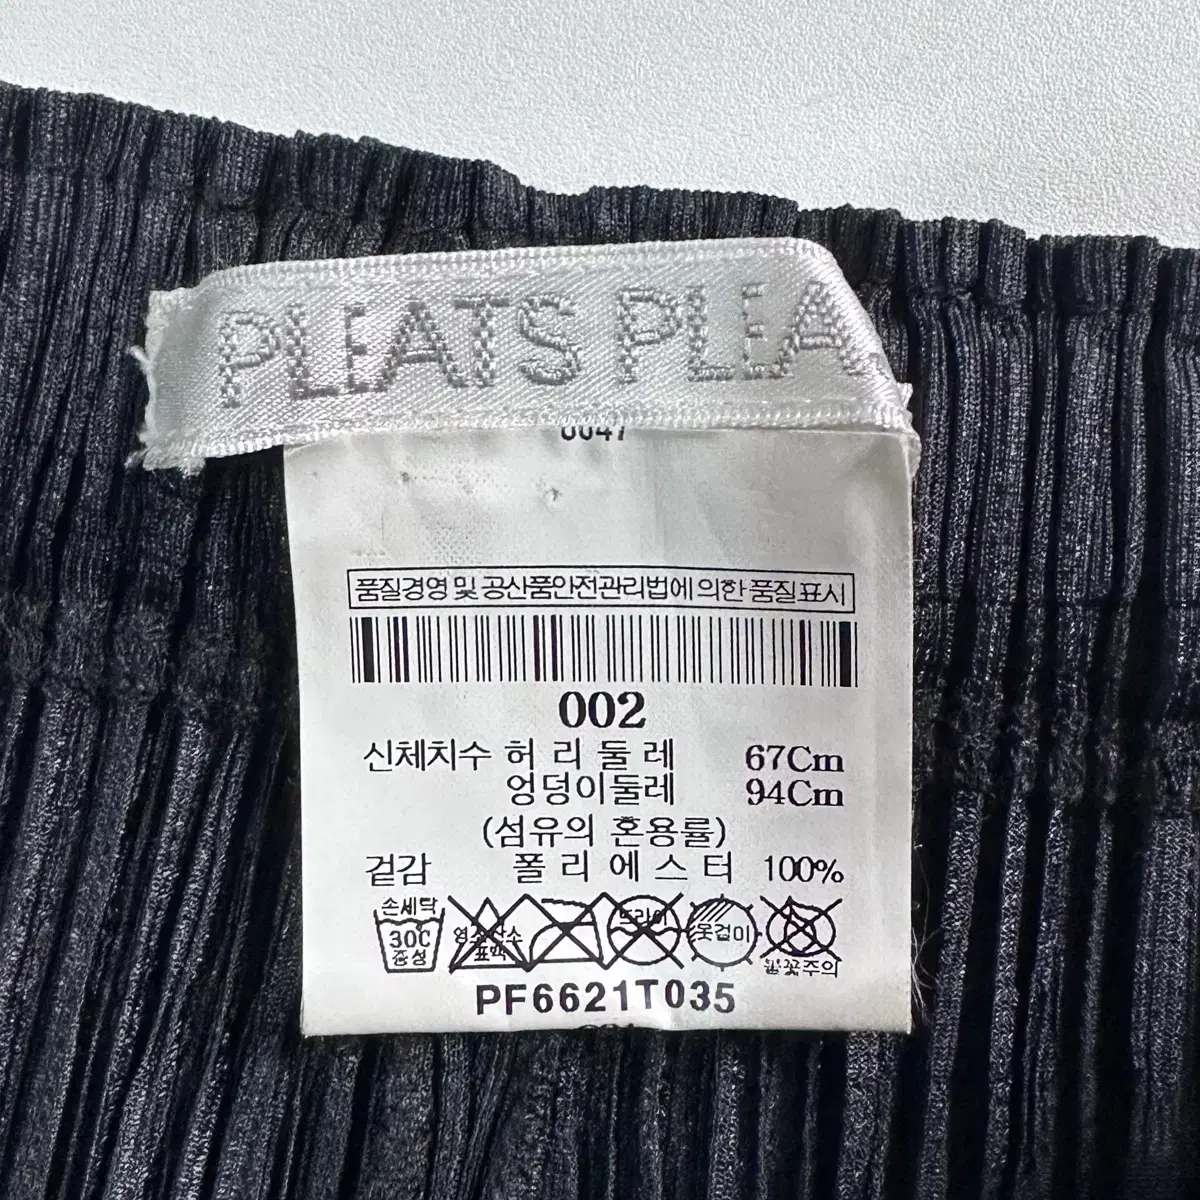 PLEATS PLEA
품질경영 및 공산품안전관리법에 의한 품질표시
002
신체치수 허 리 둘 레 67Cm
엉덩이둘레 94Cm
(섬유의 혼용률)
겉감 폴 리 에 스 터 100%
손세탁
30C
중성
표백
드라이
옷걸이
PF6621T035